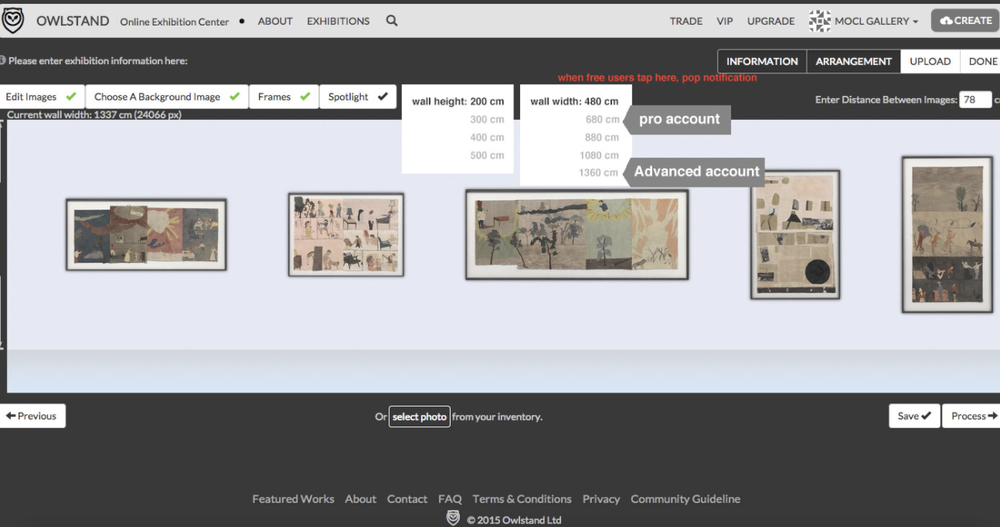 OWLSTAND Online Exhibition Center • ABOUT EXHIBITIONS TRADE VIP UPGRADE MOCL GALLERY CREATE
Please enter exhibition information here:
INFORMATION ARRANGEMENT UPLOAD DONE
when free users tap here, pop notification
Edit Images Choose A Background Image Frames Spotlight
Enter Distance Between Images: 78 c
Current wall width: 1337 cm (24066 px)
wall height: 200 cm
300 cm
400 cm
500 cm
wall width: 480 cm
680 cm pro account
880 cm
1080 cm
1360 cm Advanced account
Previous Or select photo from your inventory. Save Process
Featured Works About Contact FAQ Terms & Conditions Privacy Community Guideline
© 2015 Owlstand Ltd